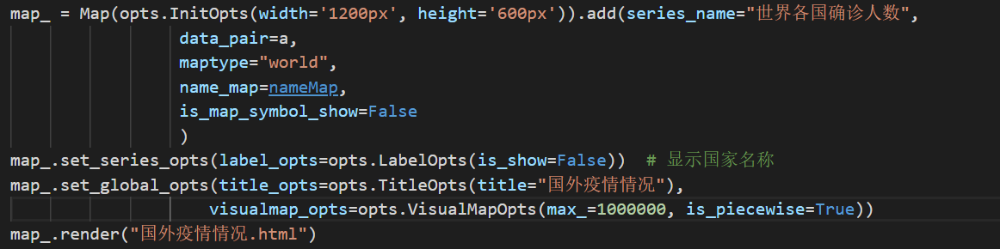 map_ = Map(opts.InitOpts(width='1200px', height='600px')).add(series_name="世界各国确诊人数",
data_pair=a,
maptype="world",
name_map=nameMap,
is_map_symbol_show=False
)
map_.set_series_opts(label_opts=opts.LabelOpts(is_show=False))  # 显示国家名称
map_.set_global_opts(title_opts=opts.TitleOpts(title="国外疫情情况"),
visualmap_opts=opts.VisualMapOpts(max_=1000000, is_piecewise=True))
map_.render("国外疫情情况.html")